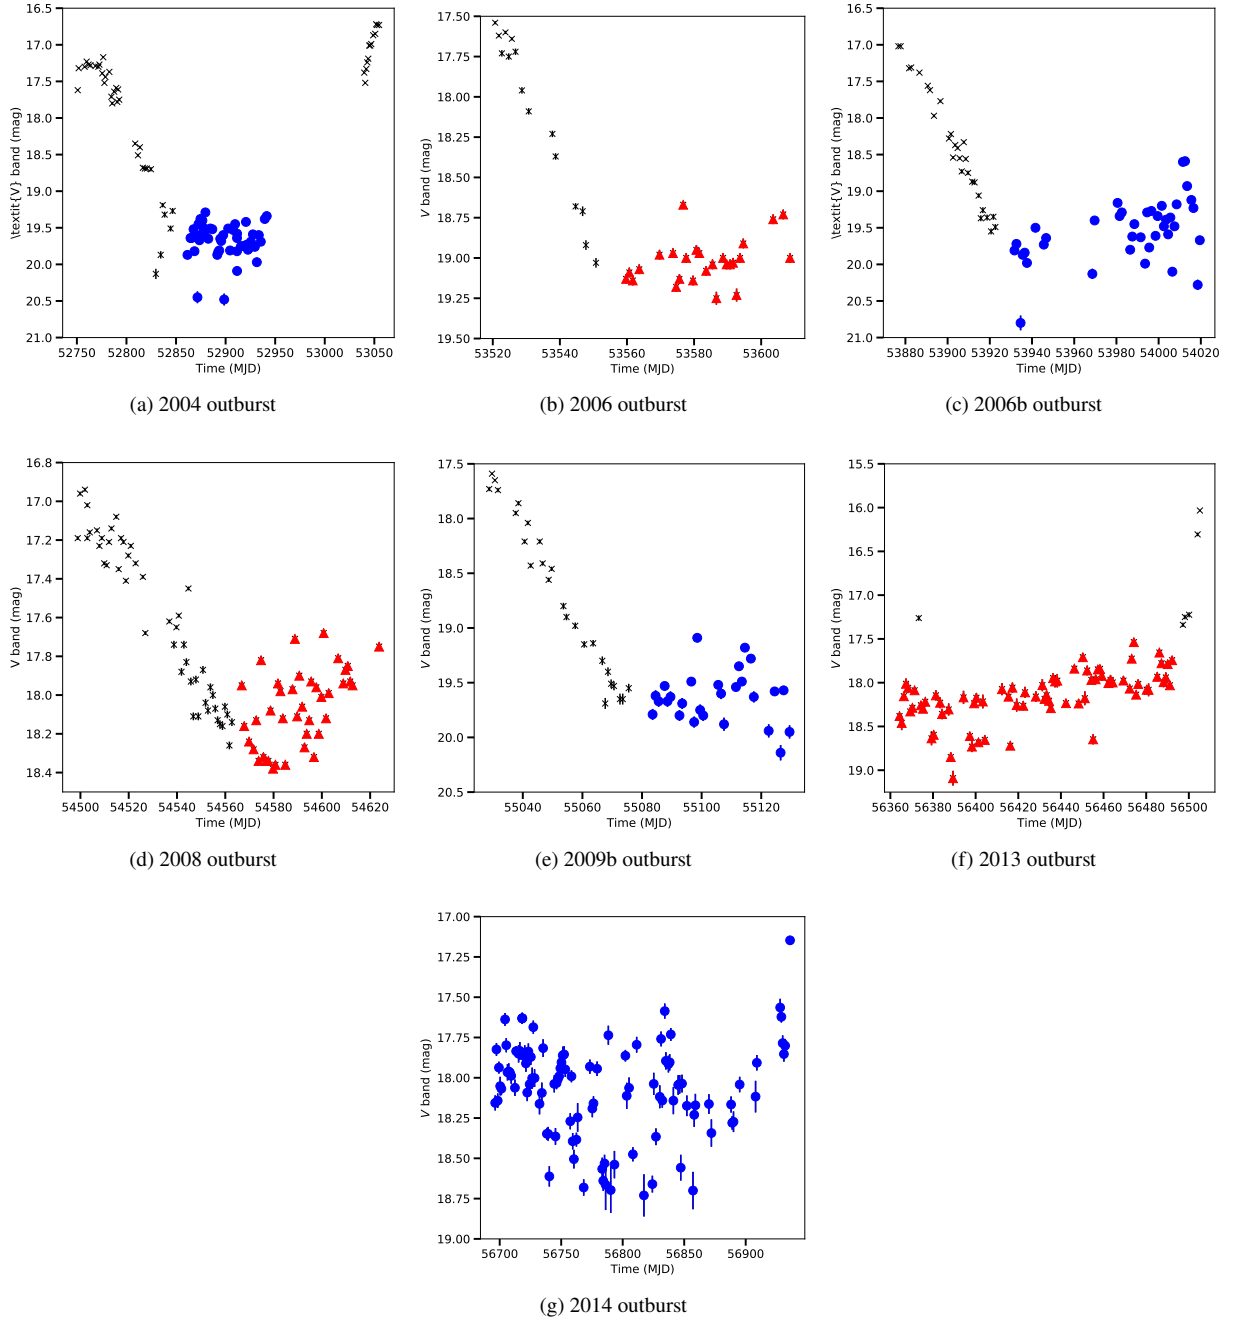 16.5
17.0
17.5
18.0
18.5
19.0
19.5
20.0
20.5
21.0
\textit{V} band (mag)
52750 52800 52850 52900 52950 53000 53050
Time (MJD)
(a) 2004 outburst
17.50
17.75
18.00
18.25
18.50
18.75
19.00
19.25
19.50
V band (mag)
53520 53540 53560 53580 53600
Time (MJD)
(b) 2006 outburst
16.5
17.0
17.5
18.0
18.5
19.0
19.5
20.0
20.5
21.0
\textit{V} band (mag)
53880 53900 53920 53940 53960 53980 54000 54020
Time (MJD)
(c) 2006b outburst
16.8
17.0
17.2
17.4
17.6
17.8
18.0
18.2
18.4
V band (mag)
54500 54520 54540 54560 54580 54600 54620
Time (MJD)
(d) 2008 outburst
17.5
18.0
18.5
19.0
19.5
20.0
20.5
V band (mag)
55040 55060 55080 55100 55120
Time (MJD)
(e) 2009b outburst
15.5
16.0
16.5
17.0
17.5
18.0
18.5
19.0
V band (mag)
56360 56380 56400 56420 56440 56460 56480 56500
Time (MJD)
(f) 2013 outburst
17.00
17.25
17.50
17.75
18.00
18.25
18.50
18.75
19.00
V band (mag)
56700 56750 56800 56850 56900
Time (MJD)
(g) 2014 outburst